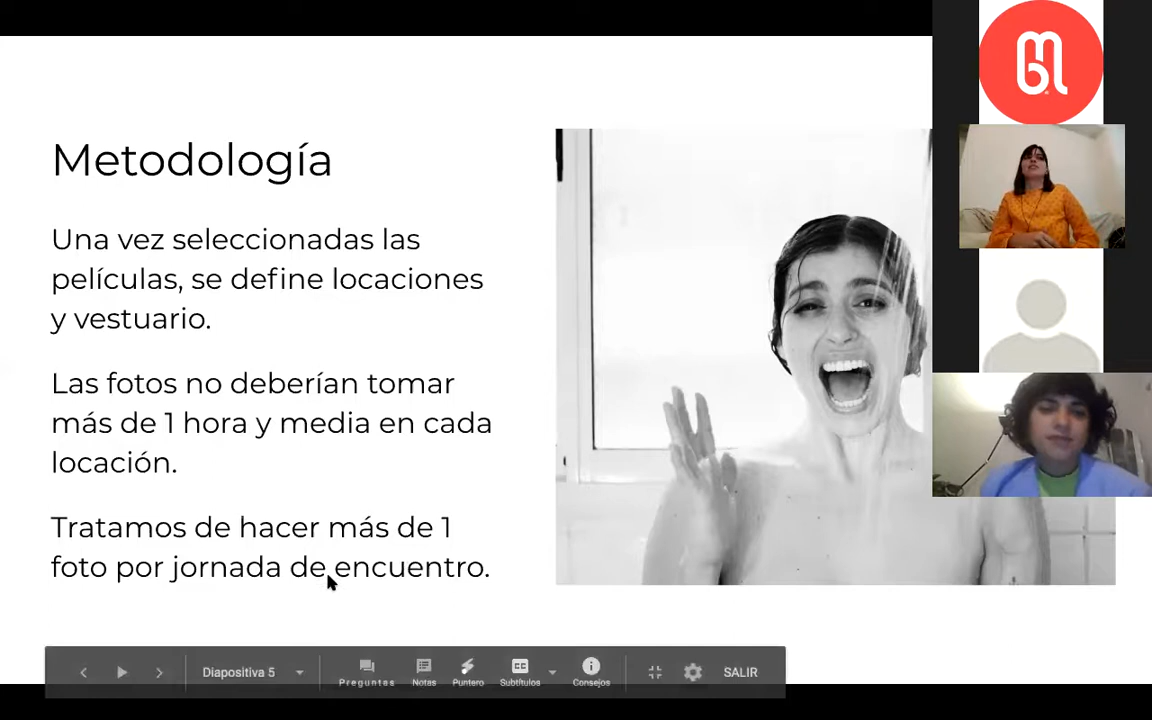 Metodología
Una vez seleccionadas las
películas, se define locaciones
y vestuario.
Las fotos no deberían tomar
más de 1 hora y media en cada
locación.
Tratamos de hacer más de 1
foto por jornada de encuentro.
mbl
Diapositiva 5
Preguntas
Notas
Puntero
CC
Subtítulos
Consejos
SALIR